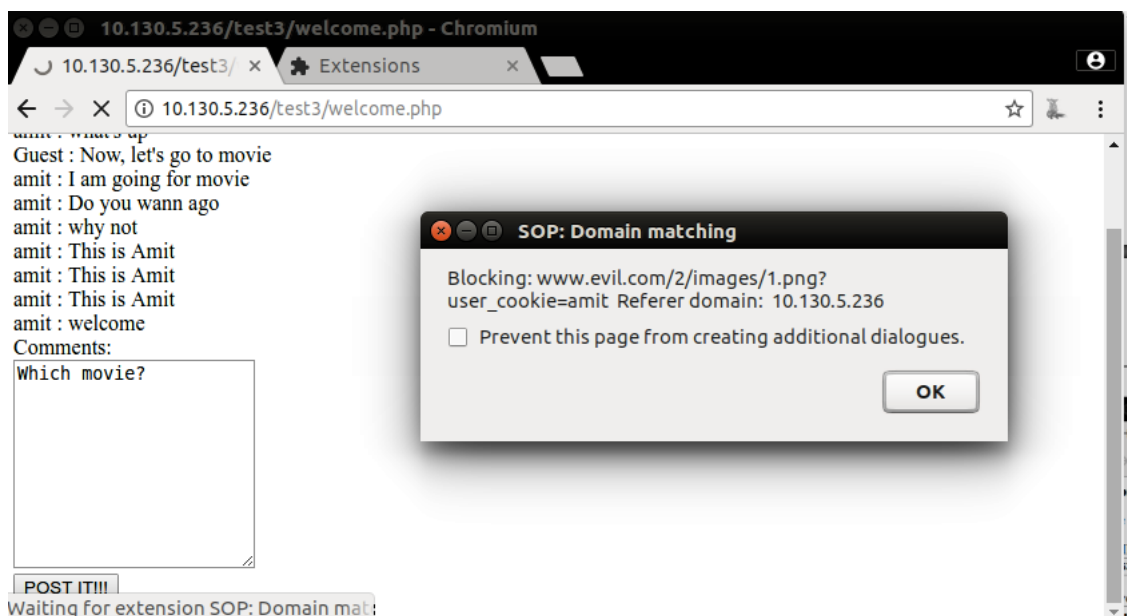 10.130.5.236/test3/welcome.php - Chromium
10.130.5.236/test3/ Extensions
10.130.5.236/test3/welcome.php
amit : what's up
Guest : Now, let's go to movie
amit : I am going for movie
amit : Do you wann ago
amit : why not
amit : This is Amit
amit : This is Amit
amit : This is Amit
amit : welcome
Comments:
Which movie?
POST IT!!!
Waiting for extension SOP: Domain mat
SOP: Domain matching
Blocking: www.evil.com/2/images/1.png?
user_cookie=amit Referer domain: 10.130.5.236
Prevent this page from creating additional dialogues.
OK